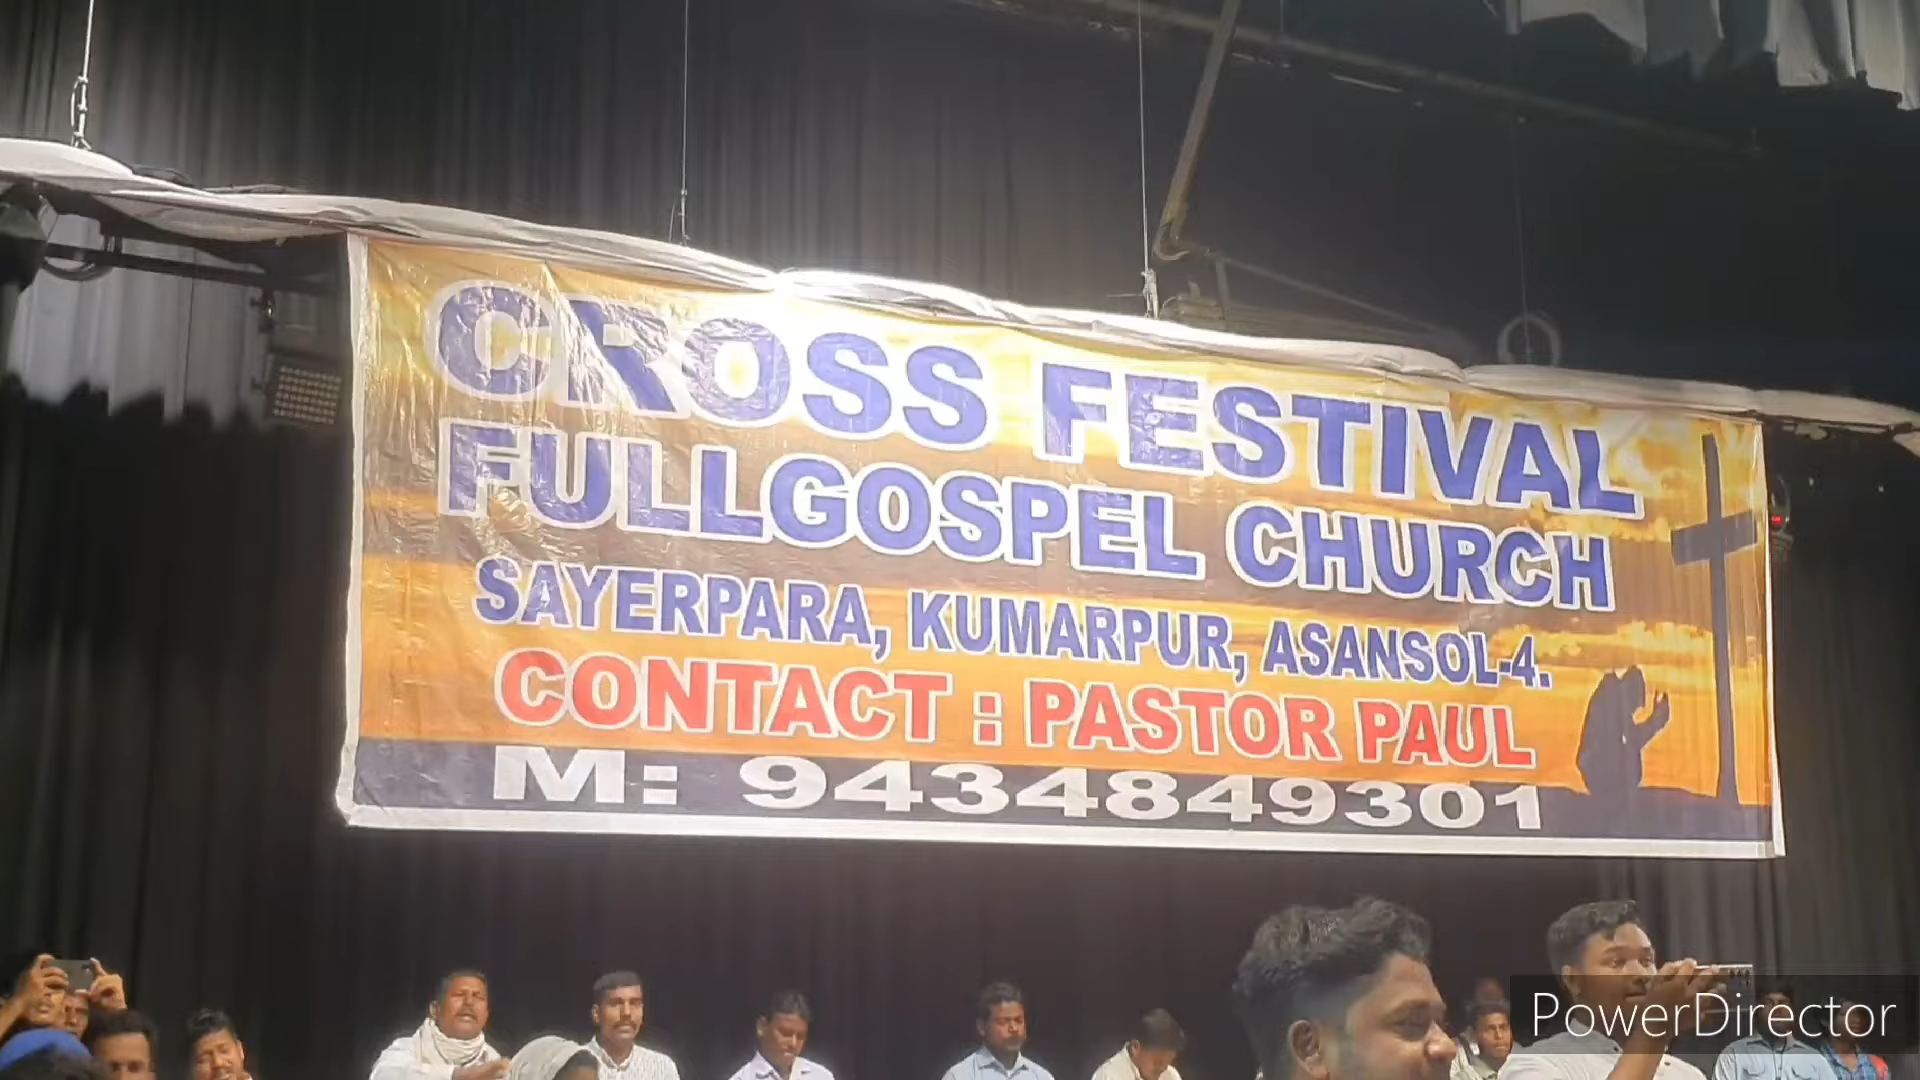 CROSS FESTIVAL
FULLGOSPEL CHURCH
SAYERPARA, KUMARPUR, ASANSOL-4.
CONTACT : PASTOR PAUL
M: 9434849301
PowerDirector